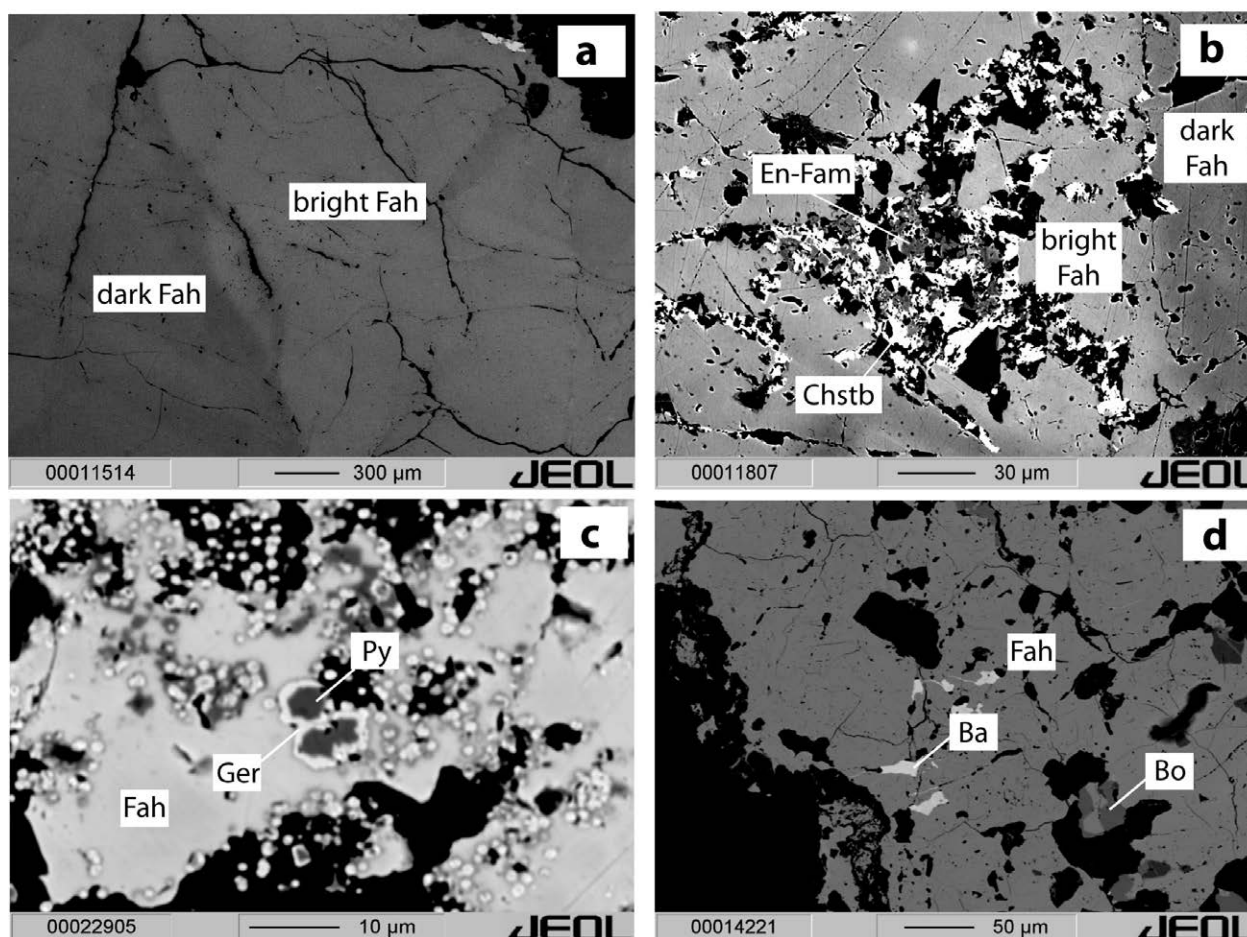 a
bright Fah
dark Fah
00011514
300 µm
JEOL
b
dark
Fah
En-Fam
bright
Fah
Chstb
00011807
30 µm
JEOL
c
Py
Ger
Fah
00022905
10 µm
JEOL
d
Fah
Ba
Bo
00014221
50 µm
JEOL